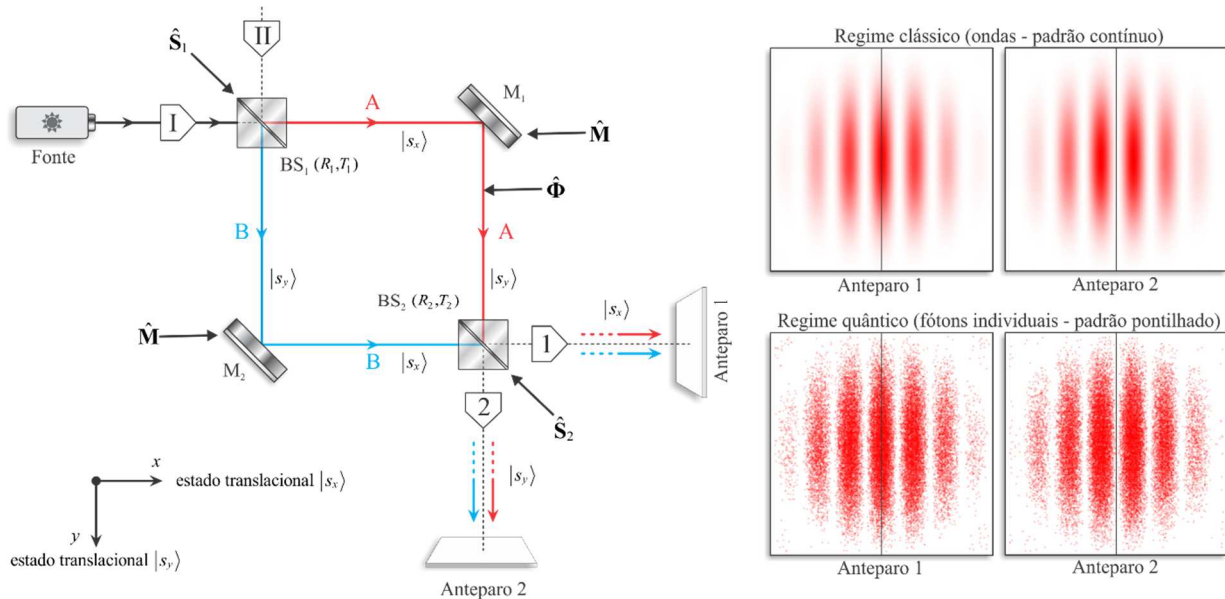 II
Ŝ₁
I
Fonte
A
|sₓ⟩
M₁
M̂
BS₁ (R₁,T₁)
Φ̂
B
A
|s_y⟩
|s_y⟩
BS₂ (R₂,T₂)
M̂
M₂
B
|sₓ⟩
1
|sₓ⟩
Anteparo 1
2
Ŝ₂
|s_y⟩
Anteparo 2
x
estado translacional |sₓ⟩
y
estado translacional |s_y⟩
Regime clássico (ondas - padrão contínuo)
Anteparo 1
Anteparo 2
Regime quântico (fótons individuais - padrão pontilhado)
Anteparo 1
Anteparo 2